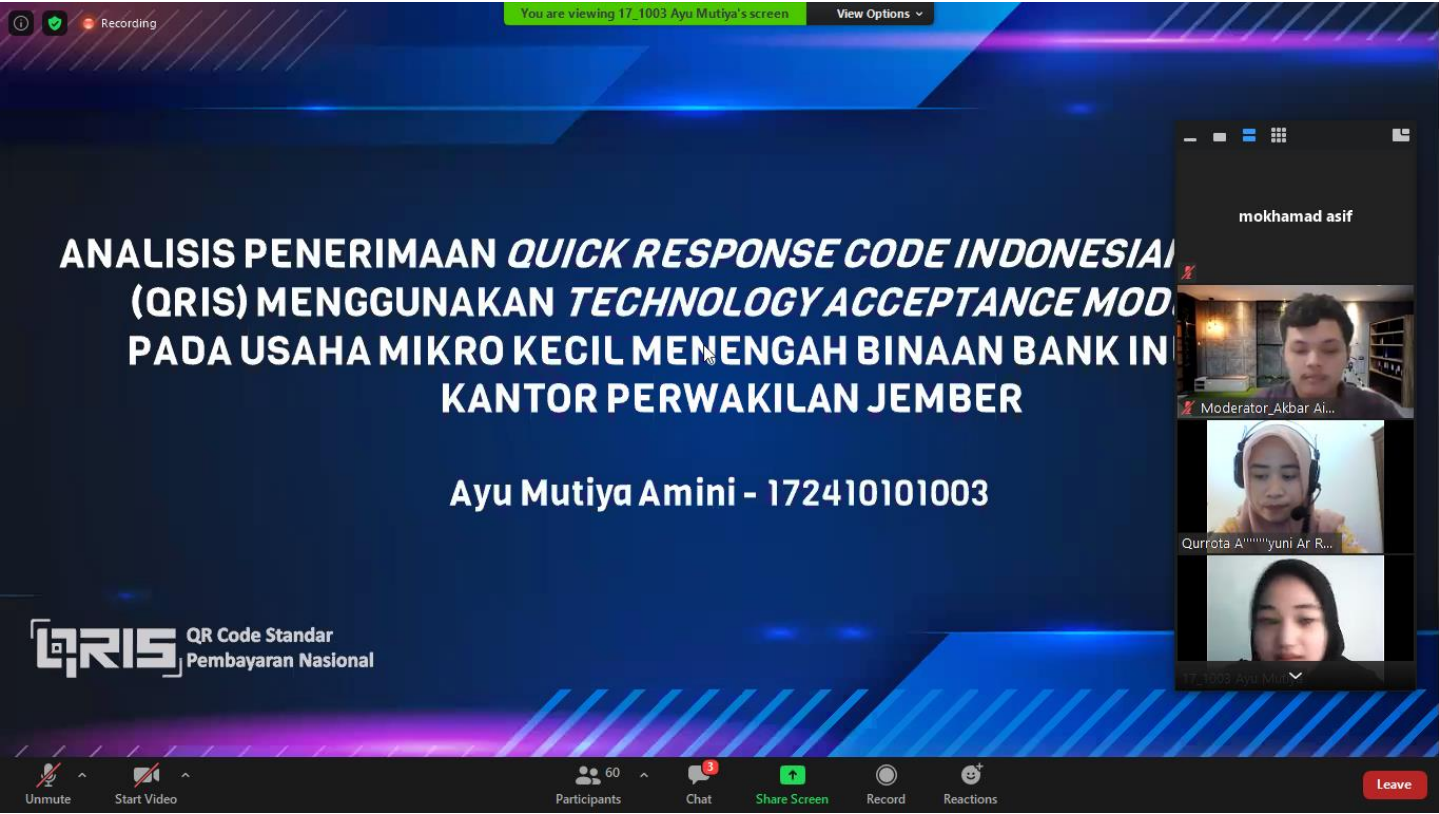 Recording
You are viewing 17_1003 Ayu Mutiya's screen
View Options
ANALISIS PENERIMAAN QUICK RESPONSE CODE INDONESIA
(QRIS) MENGGUNAKAN TECHNOLOGY ACCEPTANCE MOD
PADA USAHA MIKRO KECIL MENENGAH BINAAN BANK IN
KANTOR PERWAKILAN JEMBER
Ayu Mutiya Amini - 172410101003
QRIS
QR Code Standar
Pembayaran Nasional
mokhamad asif
Moderator_Akbar Ai...
Qurrota A''''''''yuni Ar R...
17_1003 Ayu Mutiya
Unmute
Start Video
60
Participants
3
Chat
Share Screen
Record
Reactions
Leave